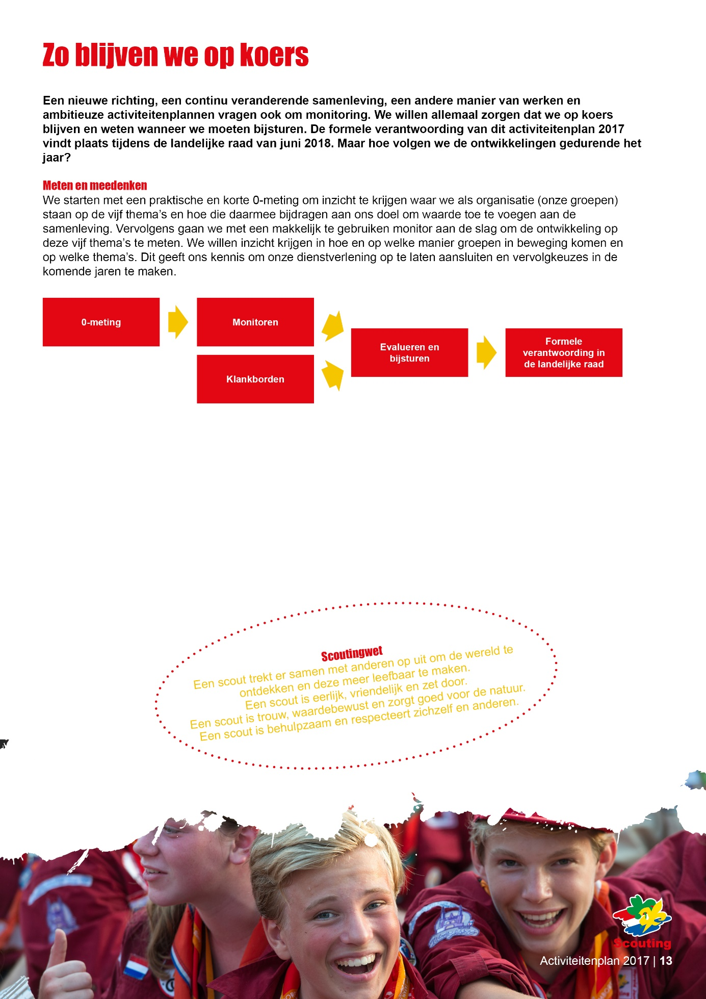 Zo blijven we op koers
Een nieuwe richting, een continu veranderende samenleving, een andere manier van werken en
ambitieuze activiteitenplannen vragen ook om monitoring. We willen allemaal zorgen dat we op koers
blijven en weten wanneer we moeten bijsturen. De formele verantwoording van dit activiteitenplan 2017
vindt plaats tijdens de landelijke raad van juni 2018. Maar hoe volgen we de ontwikkelingen gedurende het
jaar?
Meten en meedenken
We starten met een praktische en korte 0-meting om inzicht te krijgen waar we als organisatie (onze groepen)
staan op de vijf thema’s en hoe die daarmee bijdragen aan ons doel om waarde toe te voegen aan de
samenleving. Vervolgens gaan we met een makkelijk te gebruiken monitor aan de slag om de ontwikkeling op
deze vijf thema’s te meten. We willen inzicht krijgen in hoe en op welke manier groepen in beweging komen en
op welke thema’s. Dit geeft ons kennis om onze dienstverlening op te laten aansluiten en vervolgkeuzes in de
komende jaren te maken.
0-meting
Monitoren
Klankborden
Evalueren en
bijsturen
Formele
verantwoording in
de landelijke raad
Scoutingwet
Een scout trekt er samen met anderen op uit om de wereld te
ontdekken en deze meer leefbaar te maken.
Een scout is eerlijk, vriendelijk en zet door.
Een scout is trouw, waardebewust en zorgt goed voor de natuur.
Een scout is behulpzaam en respecteert zichzelf en anderen.
Scouting
Activiteitenplan 2017 | 13